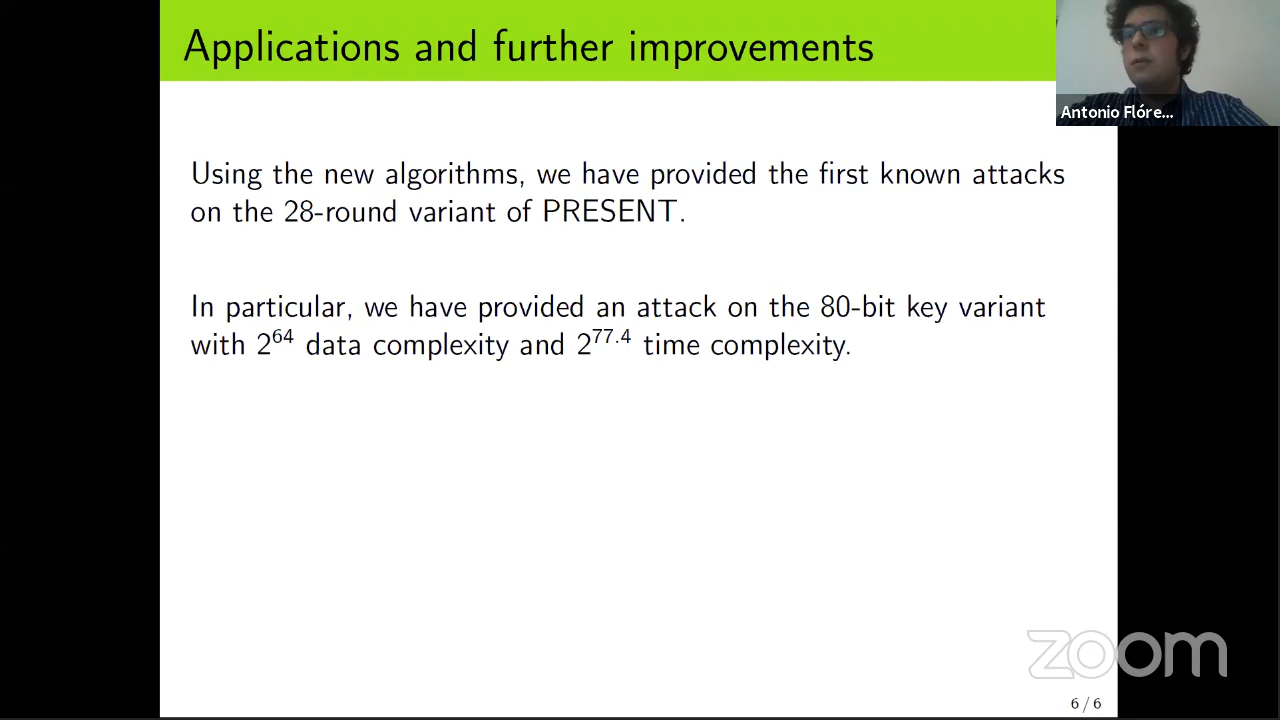 Applications and further improvements
Antonio Flóre...
Using the new algorithms, we have provided the first known attacks
on the 28-round variant of PRESENT.
In particular, we have provided an attack on the 80-bit key variant
with 2^64 data complexity and 2^77.4 time complexity.
zoom
6 / 6